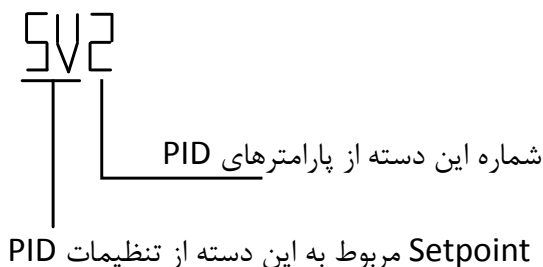 SV2
شماره این دسته از پارامترهای PID
Setpoint مربوط به این دسته از تنظیمات PID